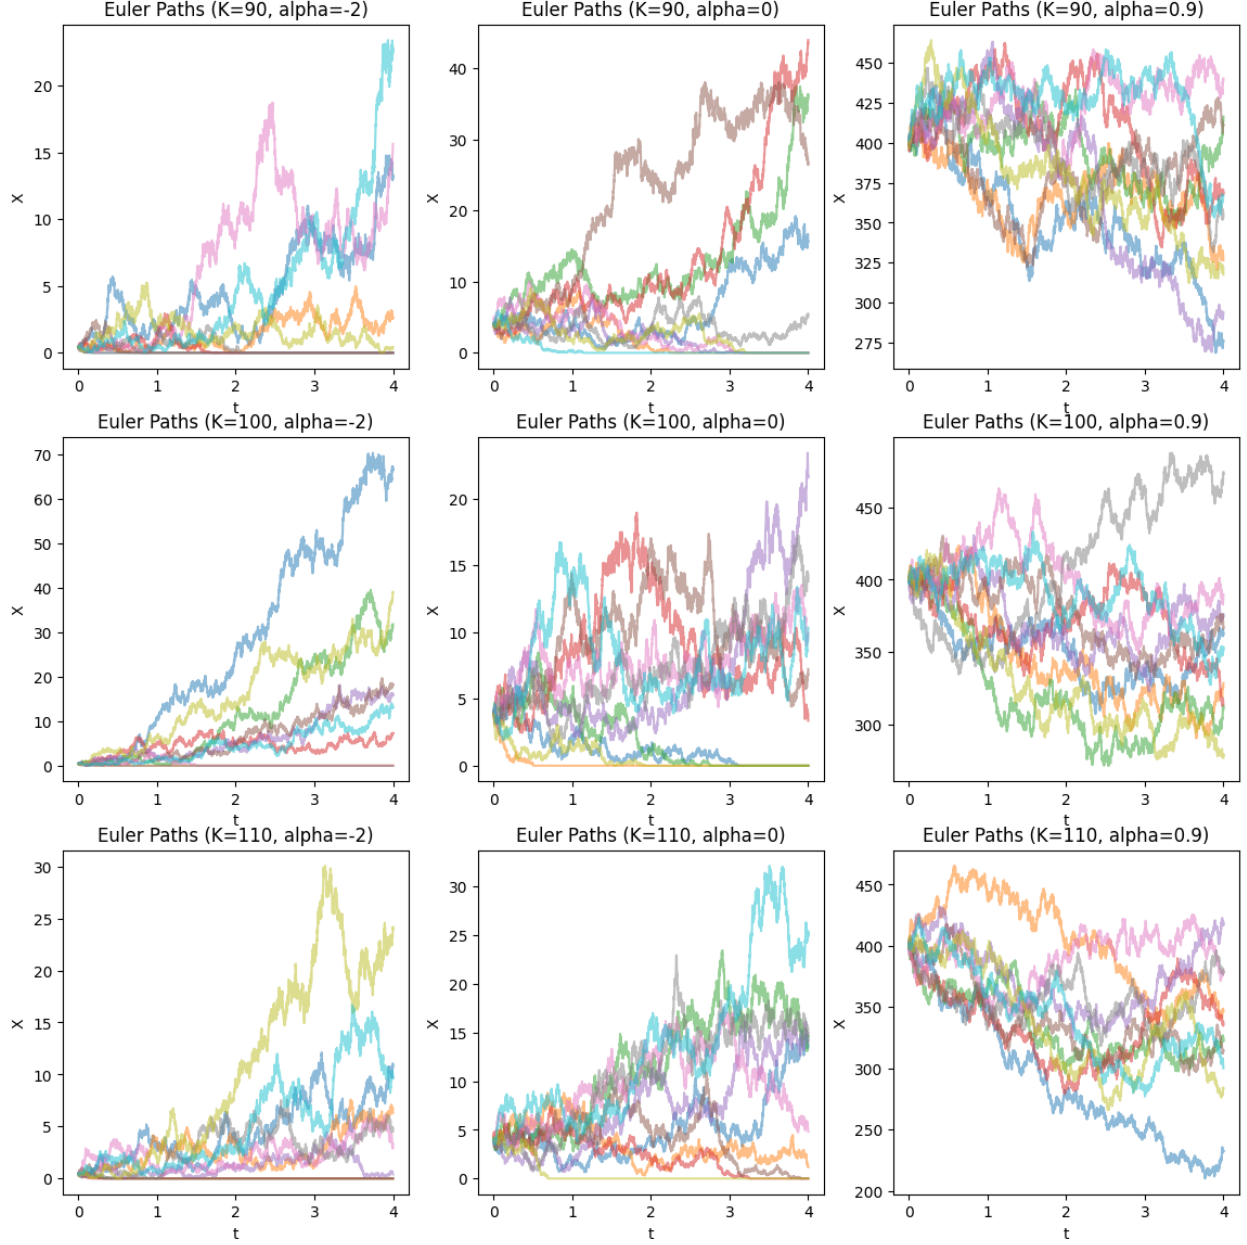 Euler Paths (K=90, alpha=-2)
X
20
15
10
5
0
0 1 2 3 4
t
Euler Paths (K=90, alpha=0)
X
40
30
20
10
0
0 1 2 3 4
t
Euler Paths (K=90, alpha=0.9)
X
450
425
400
375
350
325
300
275
0 1 2 3 4
t
Euler Paths (K=100, alpha=-2)
X
70
60
50
40
30
20
10
0
0 1 2 3 4
t
Euler Paths (K=100, alpha=0)
X
20
15
10
5
0
0 1 2 3 4
t
Euler Paths (K=100, alpha=0.9)
X
450
400
350
300
0 1 2 3 4
t
Euler Paths (K=110, alpha=-2)
X
30
25
20
15
10
5
0
0 1 2 3 4
t
Euler Paths (K=110, alpha=0)
X
30
25
20
15
10
5
0
0 1 2 3 4
t
Euler Paths (K=110, alpha=0.9)
X
450
400
350
300
250
200
0 1 2 3 4
t